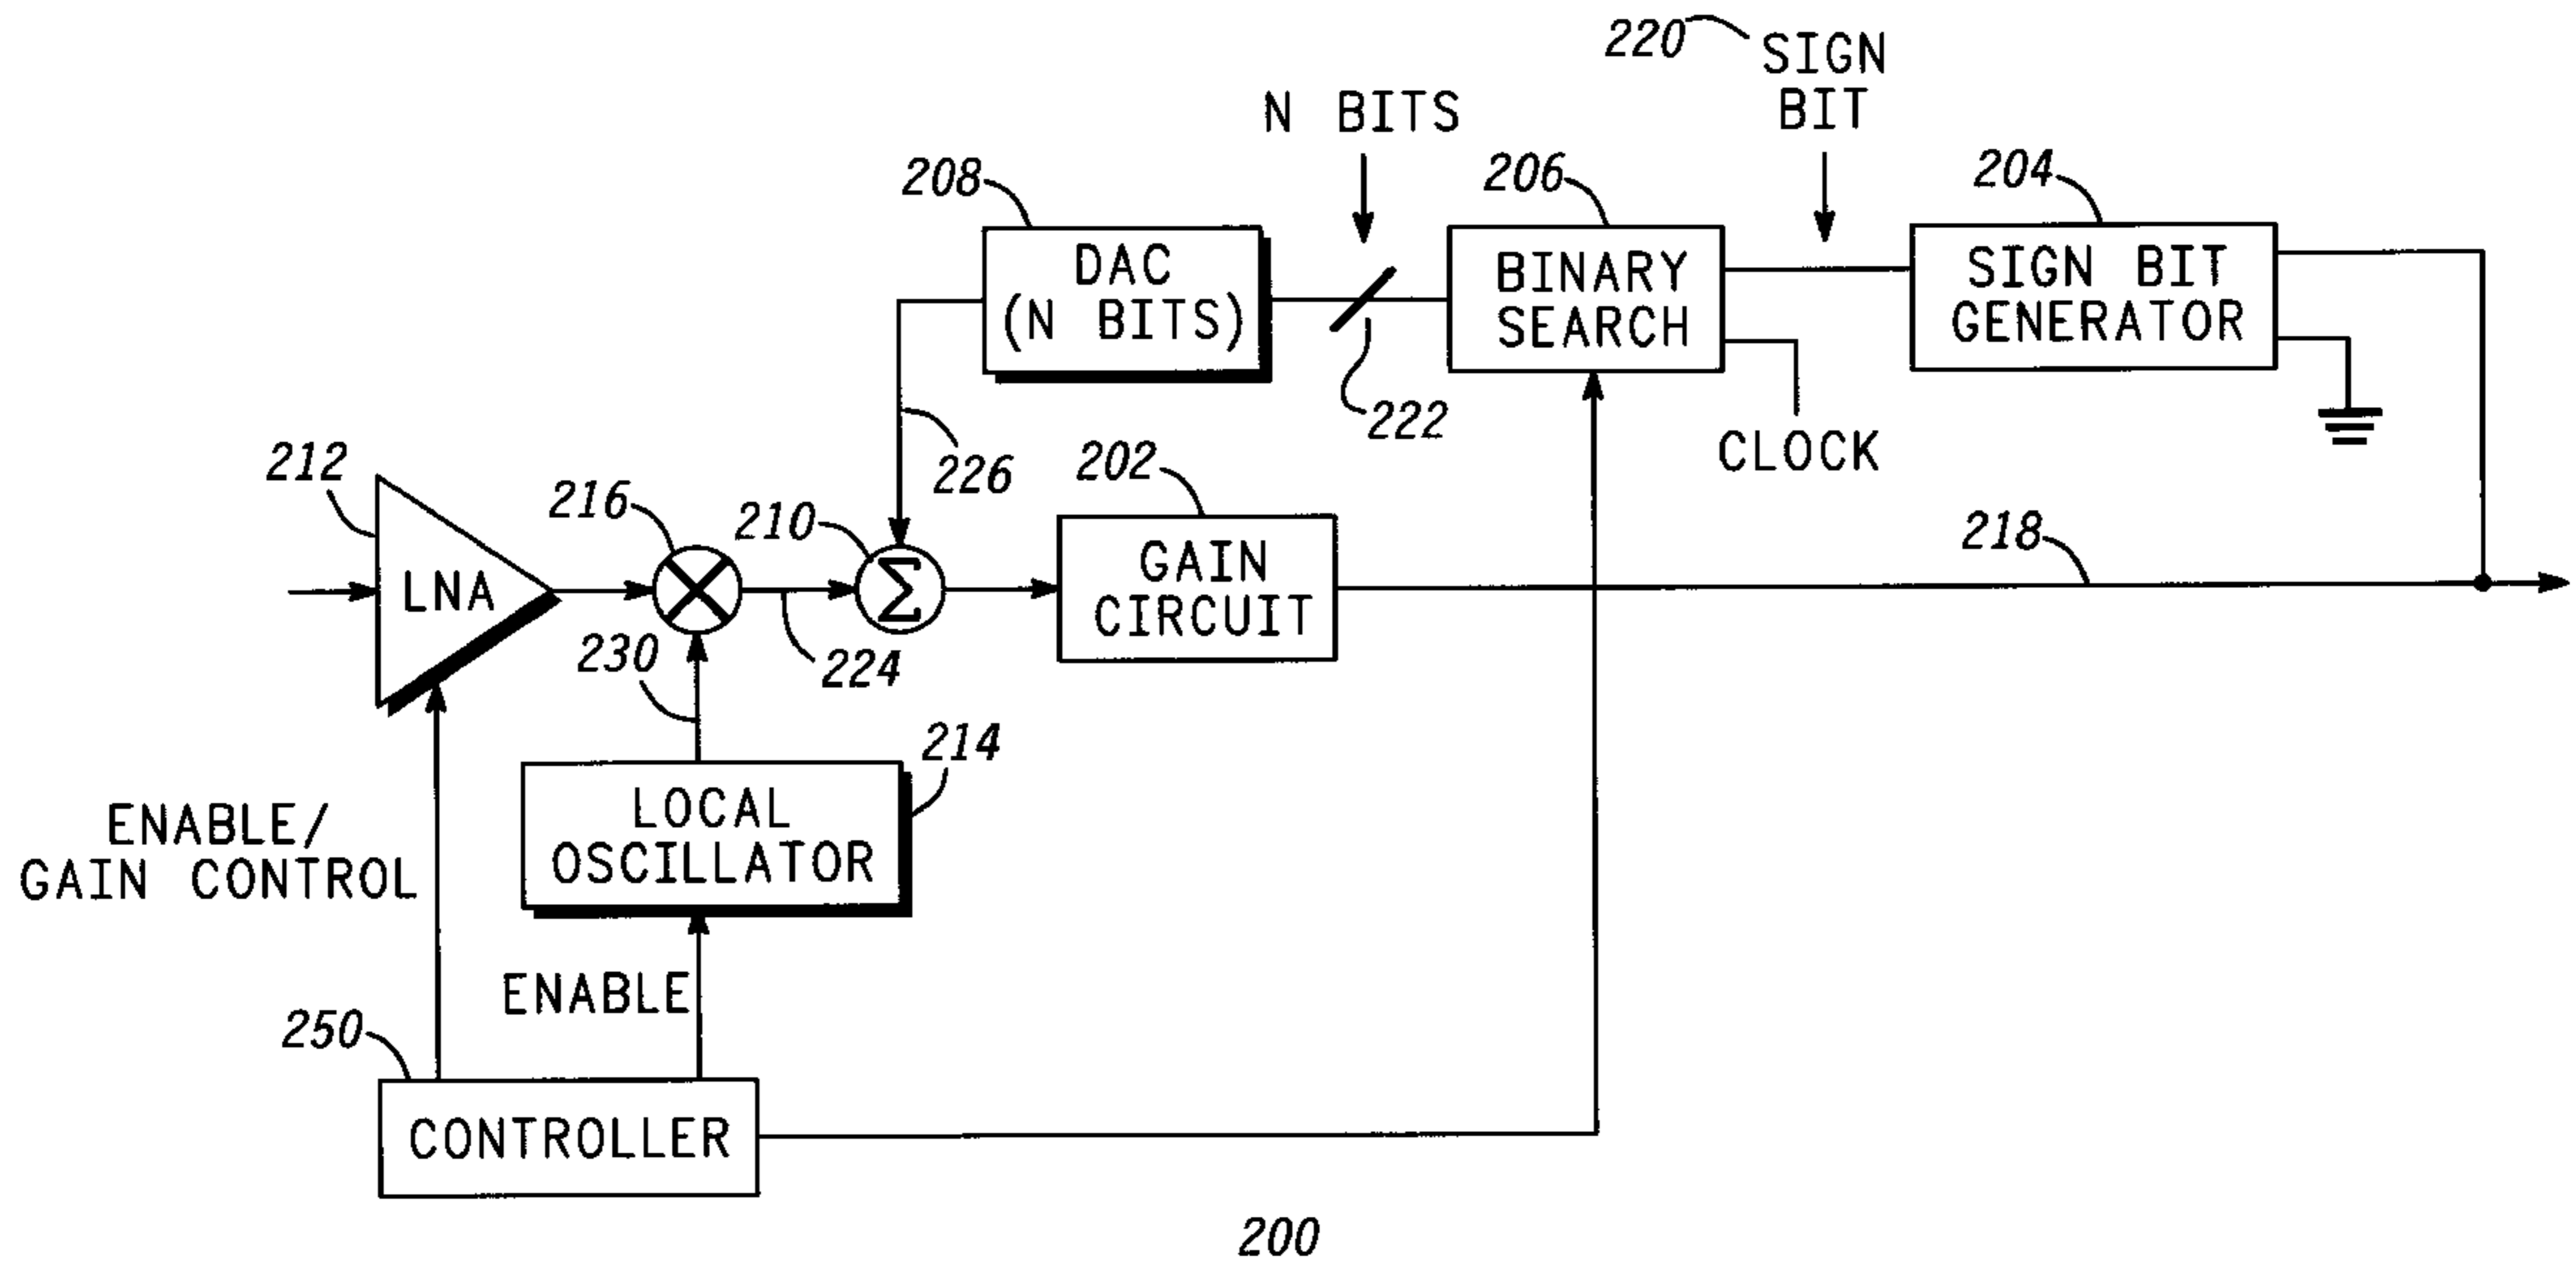 220
SIGN
BIT
N BITS
208
206
204
DAC
(N BITS)
BINARY
SEARCH
SIGN BIT
GENERATOR
222
CLOCK
226
212
216
210
202
218
LNA
Σ
GAIN
CIRCUIT
230
224
214
LOCAL
OSCILLATOR
ENABLE/
GAIN CONTROL
ENABLE
250
CONTROLLER
200